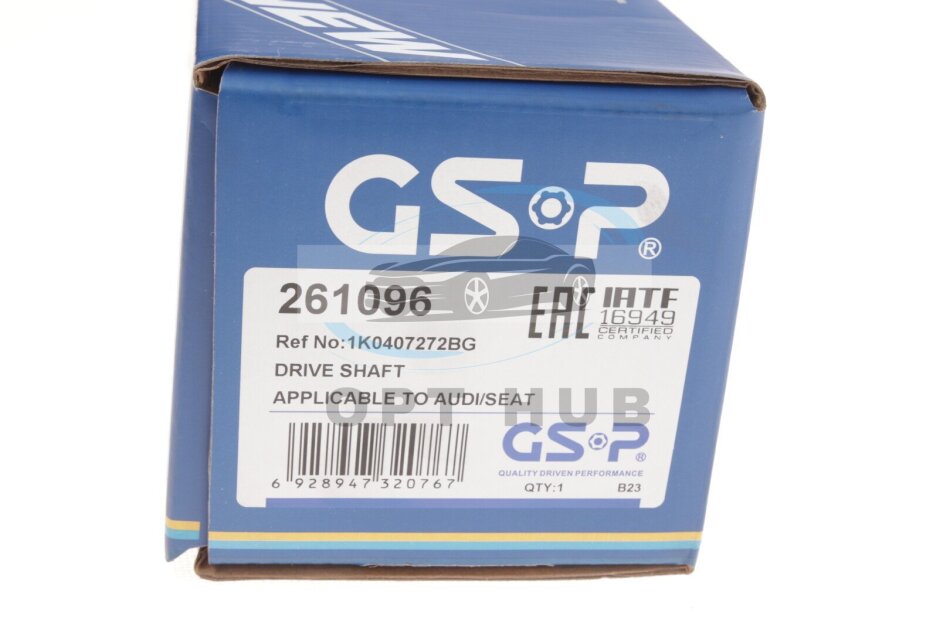 NEW
GSP®
261096
EAC
IATF
16949
CERTIFIED
COMPANY
Ref No:1K0407272BG
DRIVE SHAFT
APPLICABLE TO AUDI/SEAT
OPT HUB
GSP®
QUALITY DRIVEN PERFORMANCE
6 928947 320767
QTY:1 B23